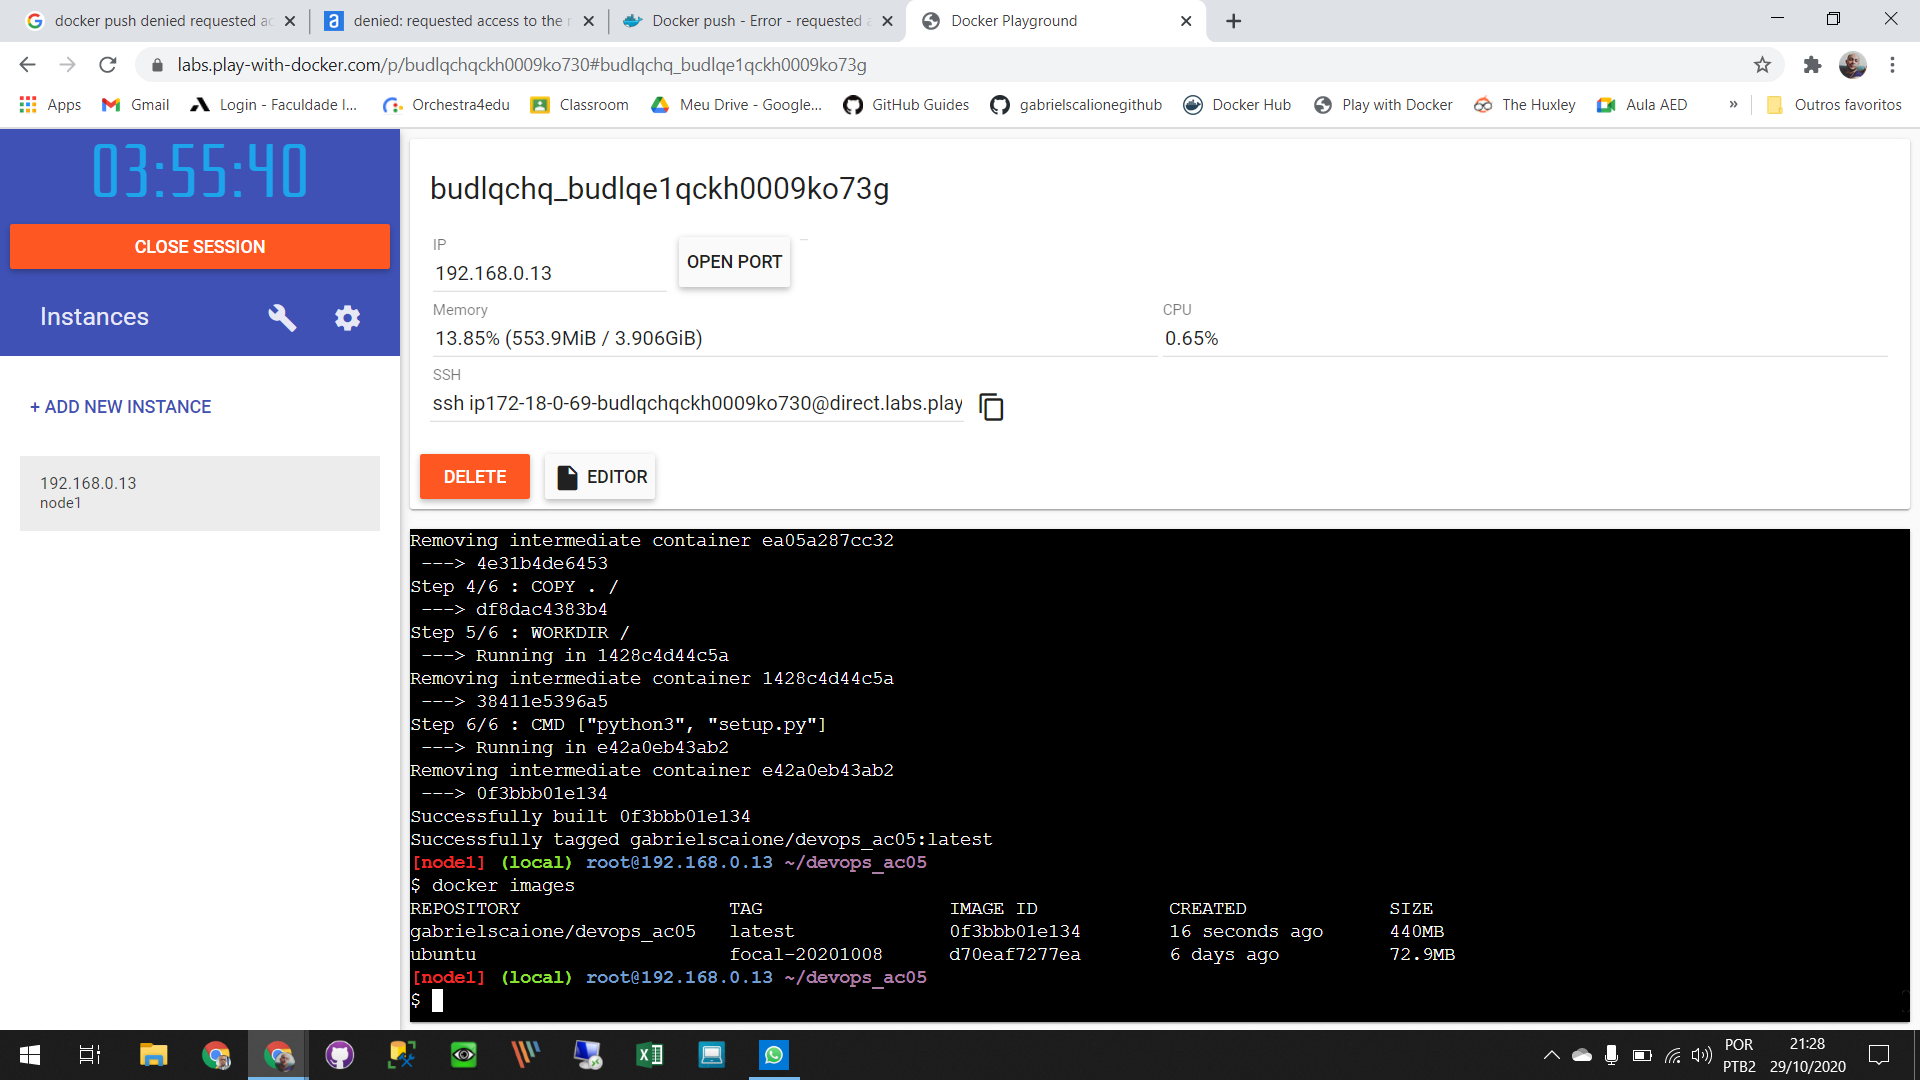 docker push denied requested ac
denied: requested access to the r
Docker push - Error - requested a
Docker Playground
labs.play-with-docker.com/p/budlqchqckh0009ko730#budlqchq_budlqe1qckh0009ko73g
Apps
Gmail
Login - Faculdade I...
Orchestra4edu
Classroom
Meu Drive - Google...
GitHub Guides
gabrielscalionegithub
Docker Hub
Play with Docker
The Huxley
Aula AED
»
Outros favoritos
03:55:40
CLOSE SESSION
Instances
+ ADD NEW INSTANCE
192.168.0.13
node1
budlqchq_budlqe1qckh0009ko73g
IP
192.168.0.13
OPEN PORT
Memory
13.85% (553.9MiB / 3.906GiB)
CPU
0.65%
SSH
ssh ip172-18-0-69-budlqchqckh0009ko730@direct.labs.play
DELETE
EDITOR
Removing intermediate container ea05a287cc32
---> 4e31b4de6453
Step 4/6 : COPY . /
---> df8dac4383b4
Step 5/6 : WORKDIR /
---> Running in 1428c4d44c5a
Removing intermediate container 1428c4d44c5a
---> 38411e5396a5
Step 6/6 : CMD ["python3", "setup.py"]
---> Running in e42a0eb43ab2
Removing intermediate container e42a0eb43ab2
---> 0f3bbb01e134
Successfully built 0f3bbb01e134
Successfully tagged gabrielscaione/devops_ac05:latest
[node1] (local) root@192.168.0.13 ~/devops_ac05
$ docker images
REPOSITORY TAG IMAGE ID CREATED SIZE
gabrielscaione/devops_ac05 latest 0f3bbb01e134 16 seconds ago 440MB
ubuntu focal-20201008 d70eaf7277ea 6 days ago 72.9MB
[node1] (local) root@192.168.0.13 ~/devops_ac05
$
POR
PTB2
21:28
29/10/2020